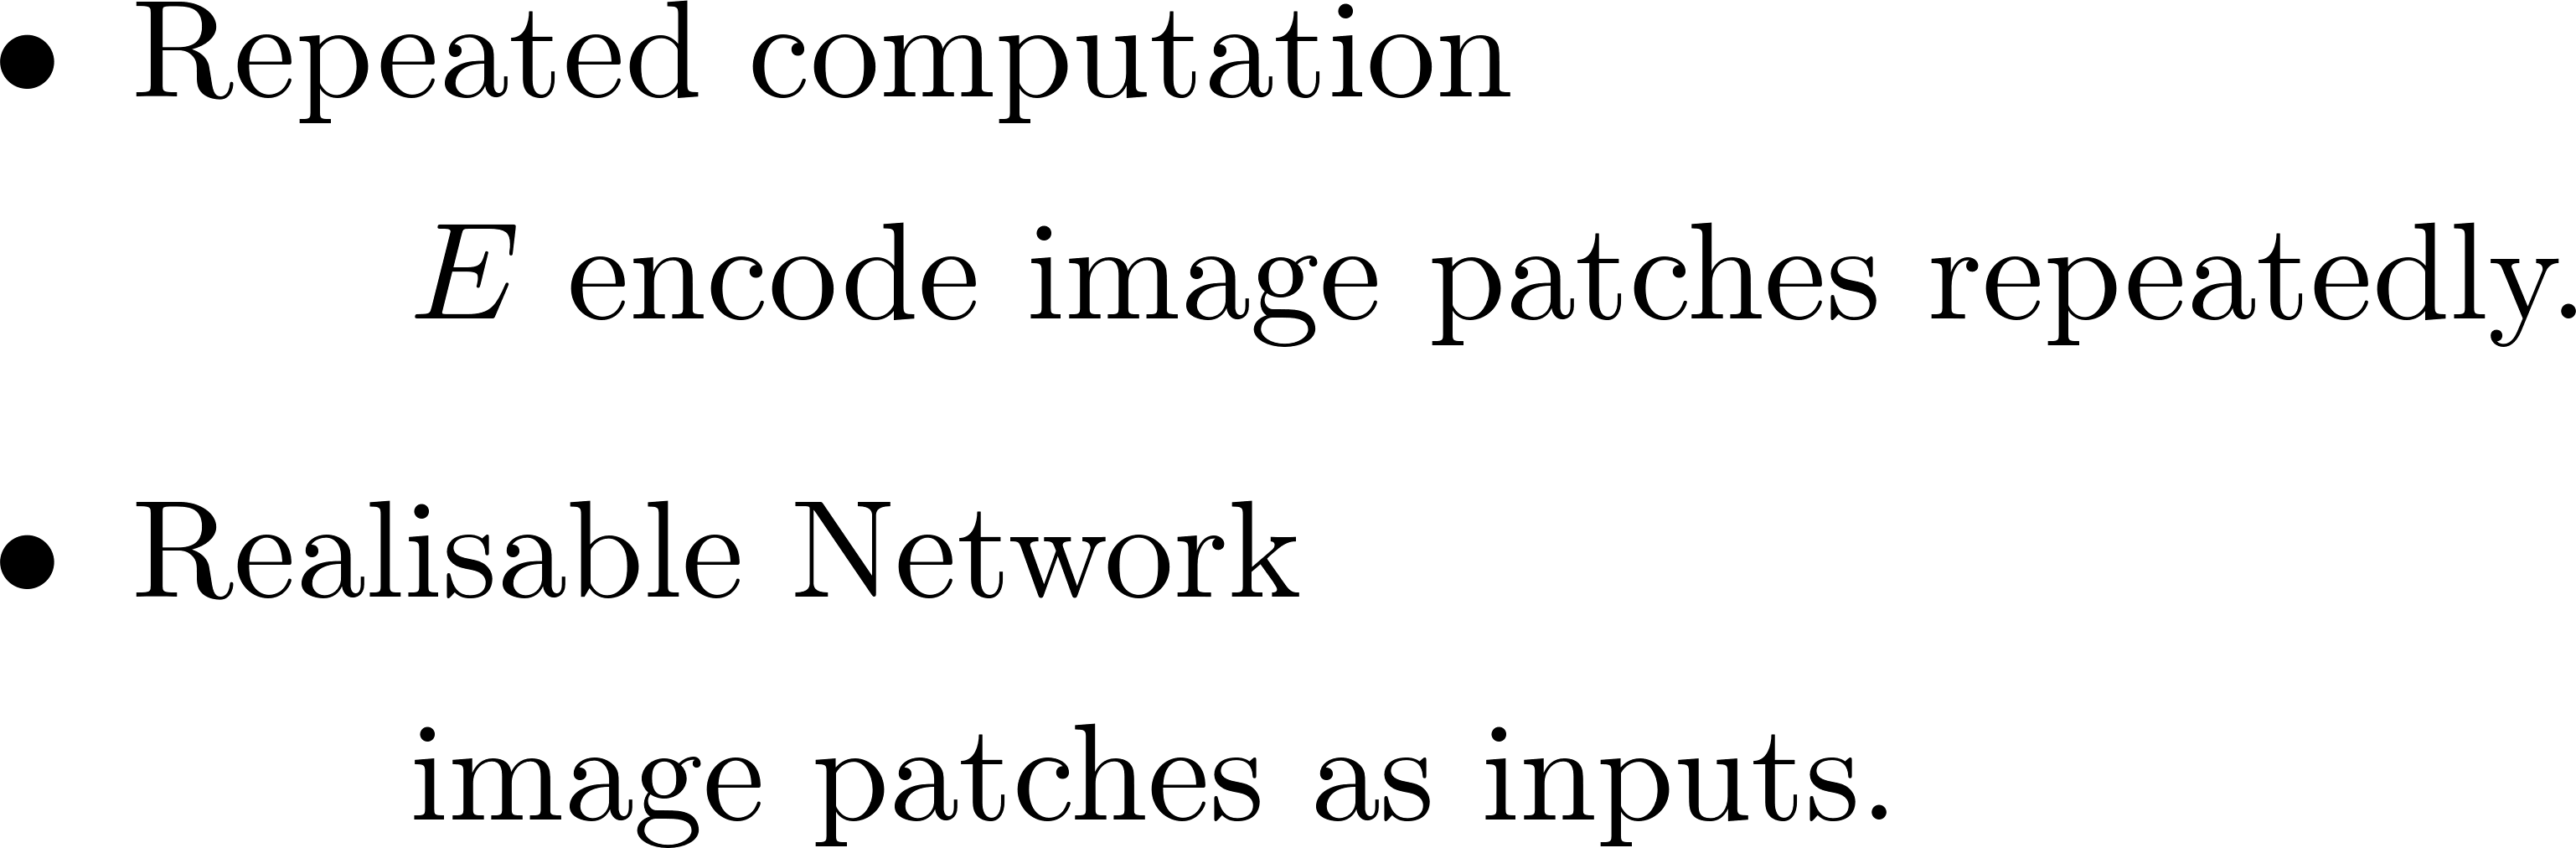 • Repeated computation
E encode image patches repeatedly.
• Realisable Network
image patches as inputs.